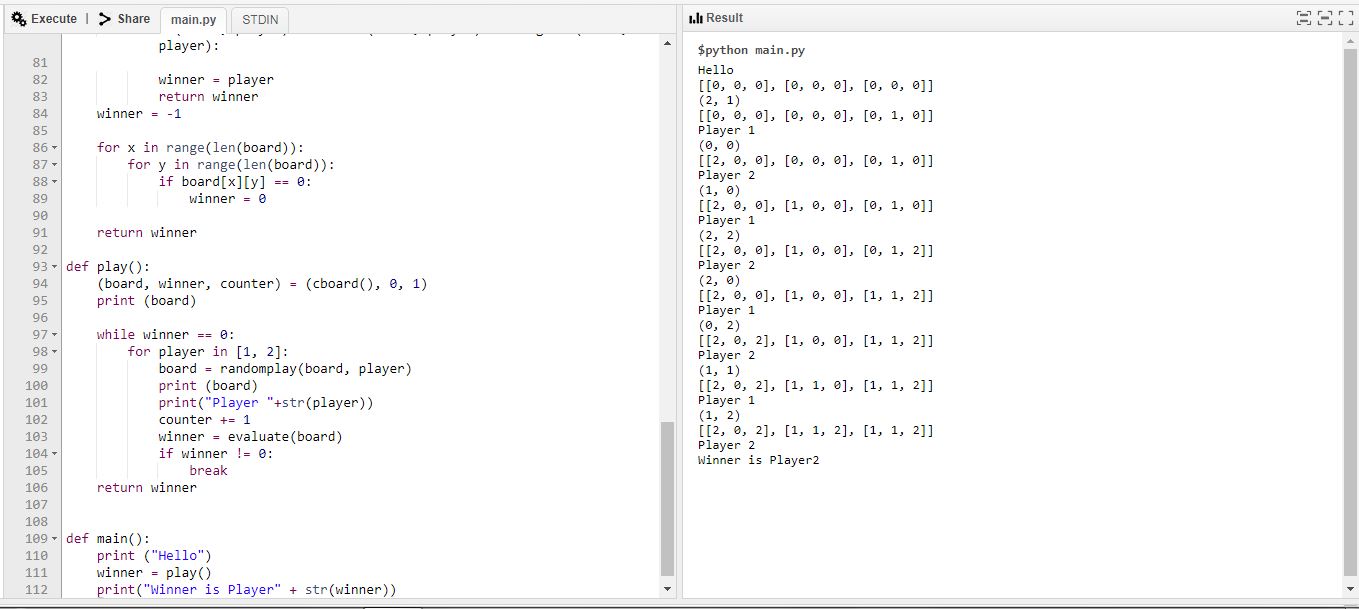 Execute | > Share main.py STDIN
player):
81
82 winner = player
83 return winner
84 winner = -1
85
86 for x in range(len(board)):
87 for y in range(len(board)):
88 if board[x][y] == 0:
89 winner = 0
90
91 return winner
92
93 def play():
94 (board, winner, counter) = (cboard(), 0, 1)
95 print (board)
96
97 while winner == 0:
98 for player in [1, 2]:
99 board = randomplay(board, player)
100 print (board)
101 print("Player "+str(player))
102 counter += 1
103 winner = evaluate(board)
104 if winner != 0:
105 break
106 return winner
107
108
109 def main():
110 print ("Hello")
111 winner = play()
112 print("Winner is Player" + str(winner))
Result
$python main.py
Hello
[[0, 0, 0], [0, 0, 0], [0, 0, 0]]
(2, 1)
[[0, 0, 0], [0, 0, 0], [0, 1, 0]]
Player 1
(0, 0)
[[2, 0, 0], [0, 0, 0], [0, 1, 0]]
Player 2
(1, 0)
[[2, 0, 0], [1, 0, 0], [0, 1, 0]]
Player 1
(2, 2)
[[2, 0, 0], [1, 0, 0], [0, 1, 2]]
Player 2
(2, 0)
[[2, 0, 0], [1, 0, 0], [1, 1, 2]]
Player 1
(0, 2)
[[2, 0, 2], [1, 0, 0], [1, 1, 2]]
Player 2
(1, 1)
[[2, 0, 2], [1, 1, 0], [1, 1, 2]]
Player 1
(1, 2)
[[2, 0, 2], [1, 1, 2], [1, 1, 2]]
Player 2
Winner is Player2